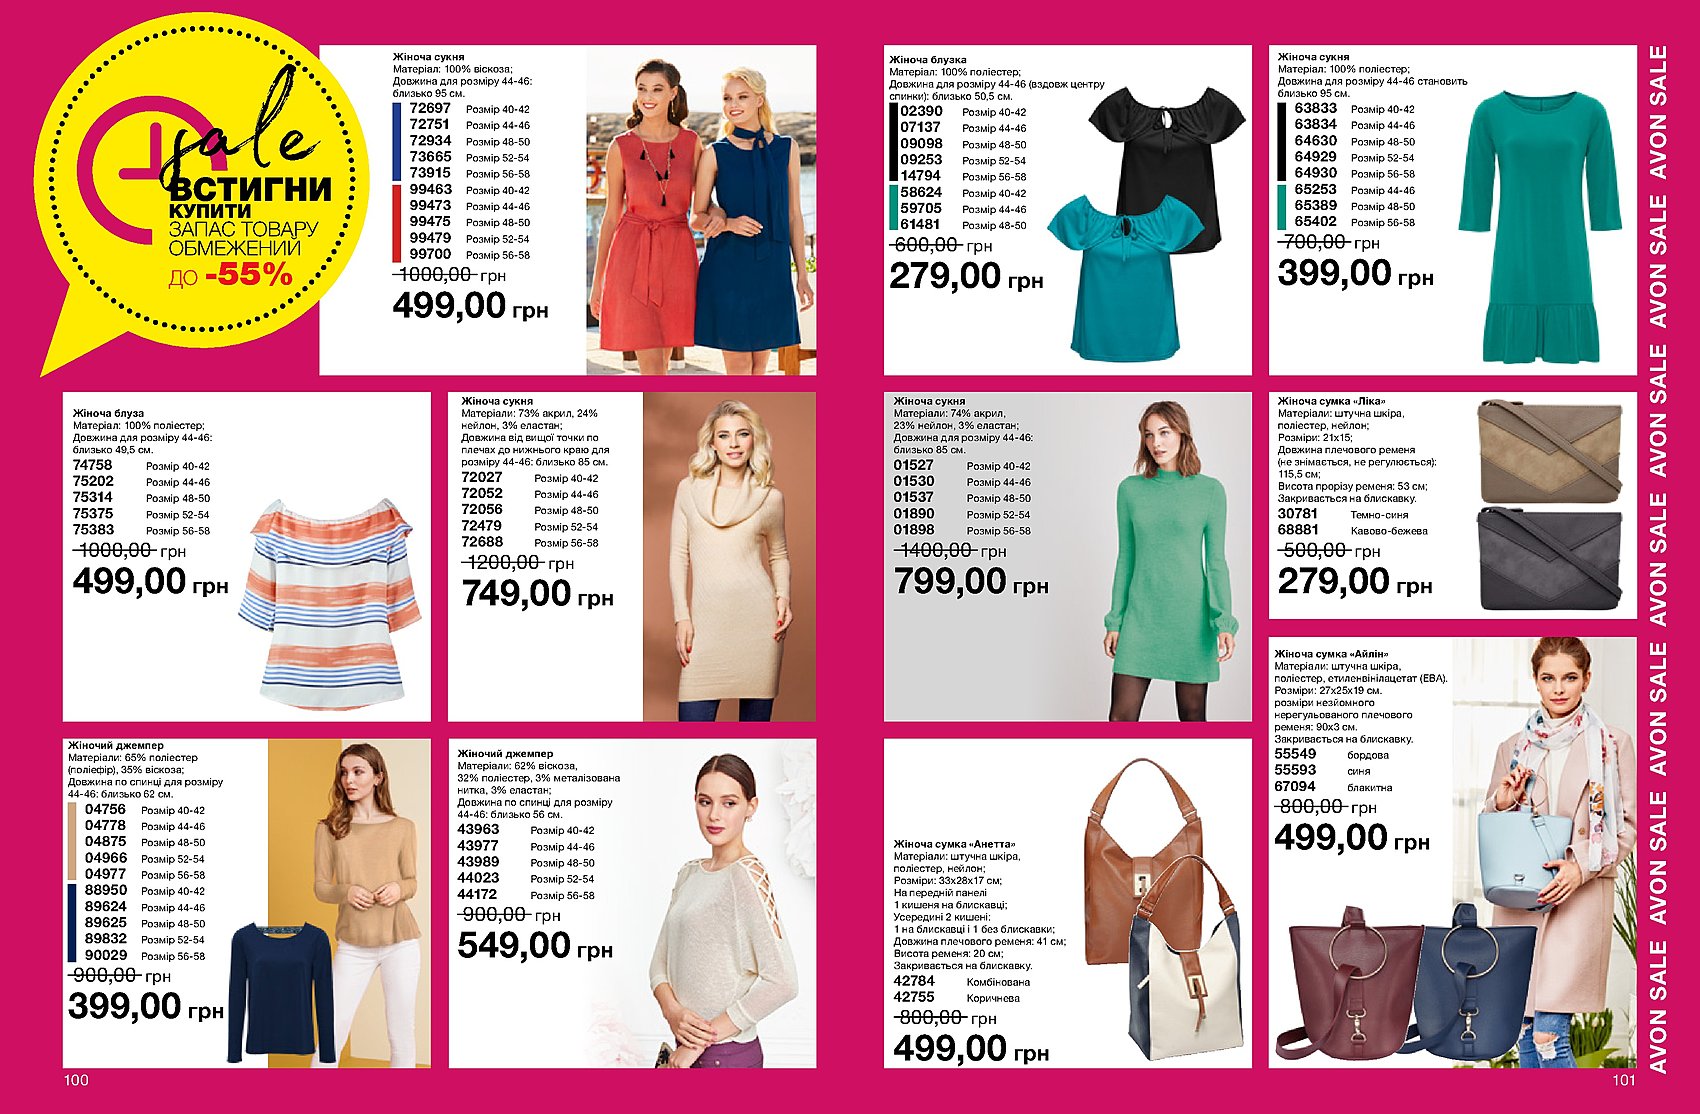 sale
ВСТИГНИ
КУПИТИ
ЗАПАС ТОВАРУ
ОБМЕЖЕНИЙ
ДО -55%
Жіноча сукня
Матеріал: 100% віскоза;
Довжина для розміру 44-46:
близько 95 см.
72697 Розмір 40-42
72751 Розмір 44-46
72934 Розмір 48-50
73665 Розмір 52-54
73915 Розмір 56-58
99463 Розмір 40-42
99473 Розмір 44-46
99475 Розмір 48-50
99479 Розмір 52-54
99700 Розмір 56-58
1000,00 грн
499,00 грн
Жіноча блуза
Матеріал: 100% поліестер;
Довжина для розміру 44-46:
близько 49,5 см.
74758 Розмір 40-42
75202 Розмір 44-46
75314 Розмір 48-50
75375 Розмір 52-54
75383 Розмір 56-58
1000,00 грн
499,00 грн
Жіноча сукня
Матеріали: 73% акрил, 24%
нейлон, 3% еластан;
Довжина від вищої точки по
плечах до нижнього краю для
розміру 44-46: близько 85 см.
72027 Розмір 40-42
72052 Розмір 44-46
72056 Розмір 48-50
72479 Розмір 52-54
72688 Розмір 56-58
1200,00 грн
749,00 грн
Жіночий джемпер
Матеріали: 65% поліестер
(поліефір), 35% віскоза;
Довжина по спинці для розміру
44-46: близько 62 см.
04756 Розмір 40-42
04778 Розмір 44-46
04875 Розмір 48-50
04966 Розмір 52-54
04977 Розмір 56-58
88950 Розмір 40-42
89624 Розмір 44-46
89625 Розмір 48-50
89832 Розмір 52-54
90029 Розмір 56-58
900,00 грн
399,00 грн
Жіночий джемпер
Матеріали: 62% віскоза,
32% поліестер, 3% металізована
нитка, 3% еластан;
Довжина по спинці для розміру
44-46: близько 56 см.
43963 Розмір 40-42
43977 Розмір 44-46
43989 Розмір 48-50
44023 Розмір 52-54
44172 Розмір 56-58
900,00 грн
549,00 грн
100
Жіноча блузка
Матеріал: 100% поліестер;
Довжина для розміру 44-46 (вздовж центру
спинки): близько 50,5 см.
02390 Розмір 40-42
07137 Розмір 44-46
09098 Розмір 48-50
09253 Розмір 52-54
14794 Розмір 56-58
58624 Розмір 40-42
59705 Розмір 44-46
61481 Розмір 48-50
600,00 грн
279,00 грн
Жіноча сукня
Матеріал: 100% поліестер;
Довжина для розміру 44-46 становить
близько 95 см.
63833 Розмір 40-42
63834 Розмір 44-46
64630 Розмір 48-50
64929 Розмір 52-54
64930 Розмір 56-58
65253 Розмір 44-46
65389 Розмір 48-50
65402 Розмір 56-58
700,00 грн
399,00 грн
Жіноча сукня
Матеріали: 74% акрил,
23% нейлон, 3% еластан;
Довжина для розміру 44-46:
близько 85 см.
01527 Розмір 40-42
01530 Розмір 44-46
01537 Розмір 48-50
01890 Розмір 52-54
01898 Розмір 56-58
1400,00 грн
799,00 грн
Жіноча сумка «Ліка»
Матеріали: штучна шкіра,
поліестер, нейлон;
Розміри: 21x15;
Довжина плечового ременя
(не знімається, не регулюється):
115,5 см;
Висота прорізу ременя: 53 см;
Закривається на блискавку.
30781 Темно-синя
68881 Кавово-бежева
500,00 грн
279,00 грн
Жіноча сумка «Айлін»
Матеріали: штучна шкіра,
поліестер, етиленвінілацетат (ЕВА).
Розміри: 27x25x19 см.
розміри незйомного
нерегульованого плечового
ременя: 90x3 см.
Закривається на блискавку.
55549 бордова
55593 синя
67094 блакитна
800,00 грн
499,00 грн
Жіноча сумка «Анетта»
Матеріали: штучна шкіра,
поліестер, нейлон;
Розміри: 33x28x17 см;
На передній панелі
1 кишеня на блискавці;
Усередині 2 кишені:
1 на блискавці і 1 без блискавки;
Довжина плечового ременя: 41 см;
Висота ременя: 20 см;
Закривається на блискавку.
42784 Комбінована
42755 Коричнева
800,00 грн
499,00 грн
AVON SALE AVON SALE AVON SALE AVON SALE AVON SALE AVON SALE AVON SALE
101